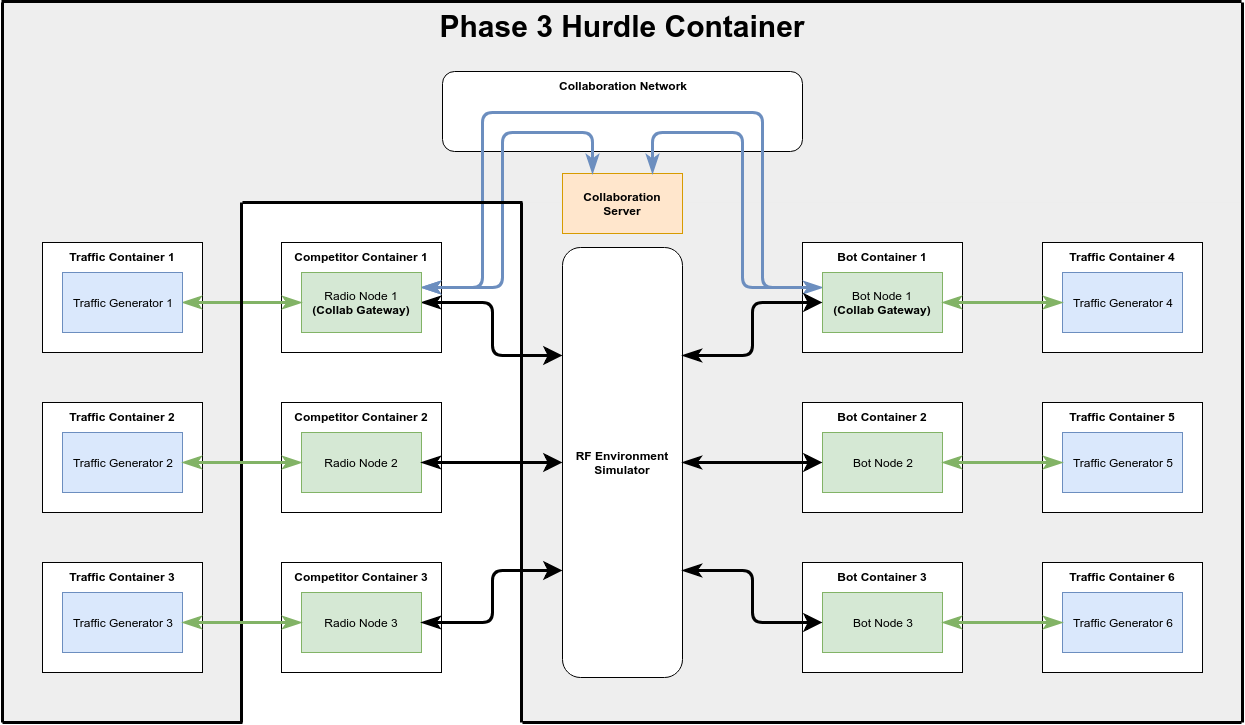 Phase 3 Hurdle Container
Collaboration Network
Collaboration
Server
Traffic Container 1
Traffic Generator 1
Competitor Container 1
Radio Node 1
(Collab Gateway)
Bot Container 1
Bot Node 1
(Collab Gateway)
Traffic Container 4
Traffic Generator 4
Traffic Container 2
Traffic Generator 2
Competitor Container 2
Radio Node 2
RF Environment
Simulator
Bot Container 2
Bot Node 2
Traffic Container 5
Traffic Generator 5
Traffic Container 3
Traffic Generator 3
Competitor Container 3
Radio Node 3
Bot Container 3
Bot Node 3
Traffic Container 6
Traffic Generator 6